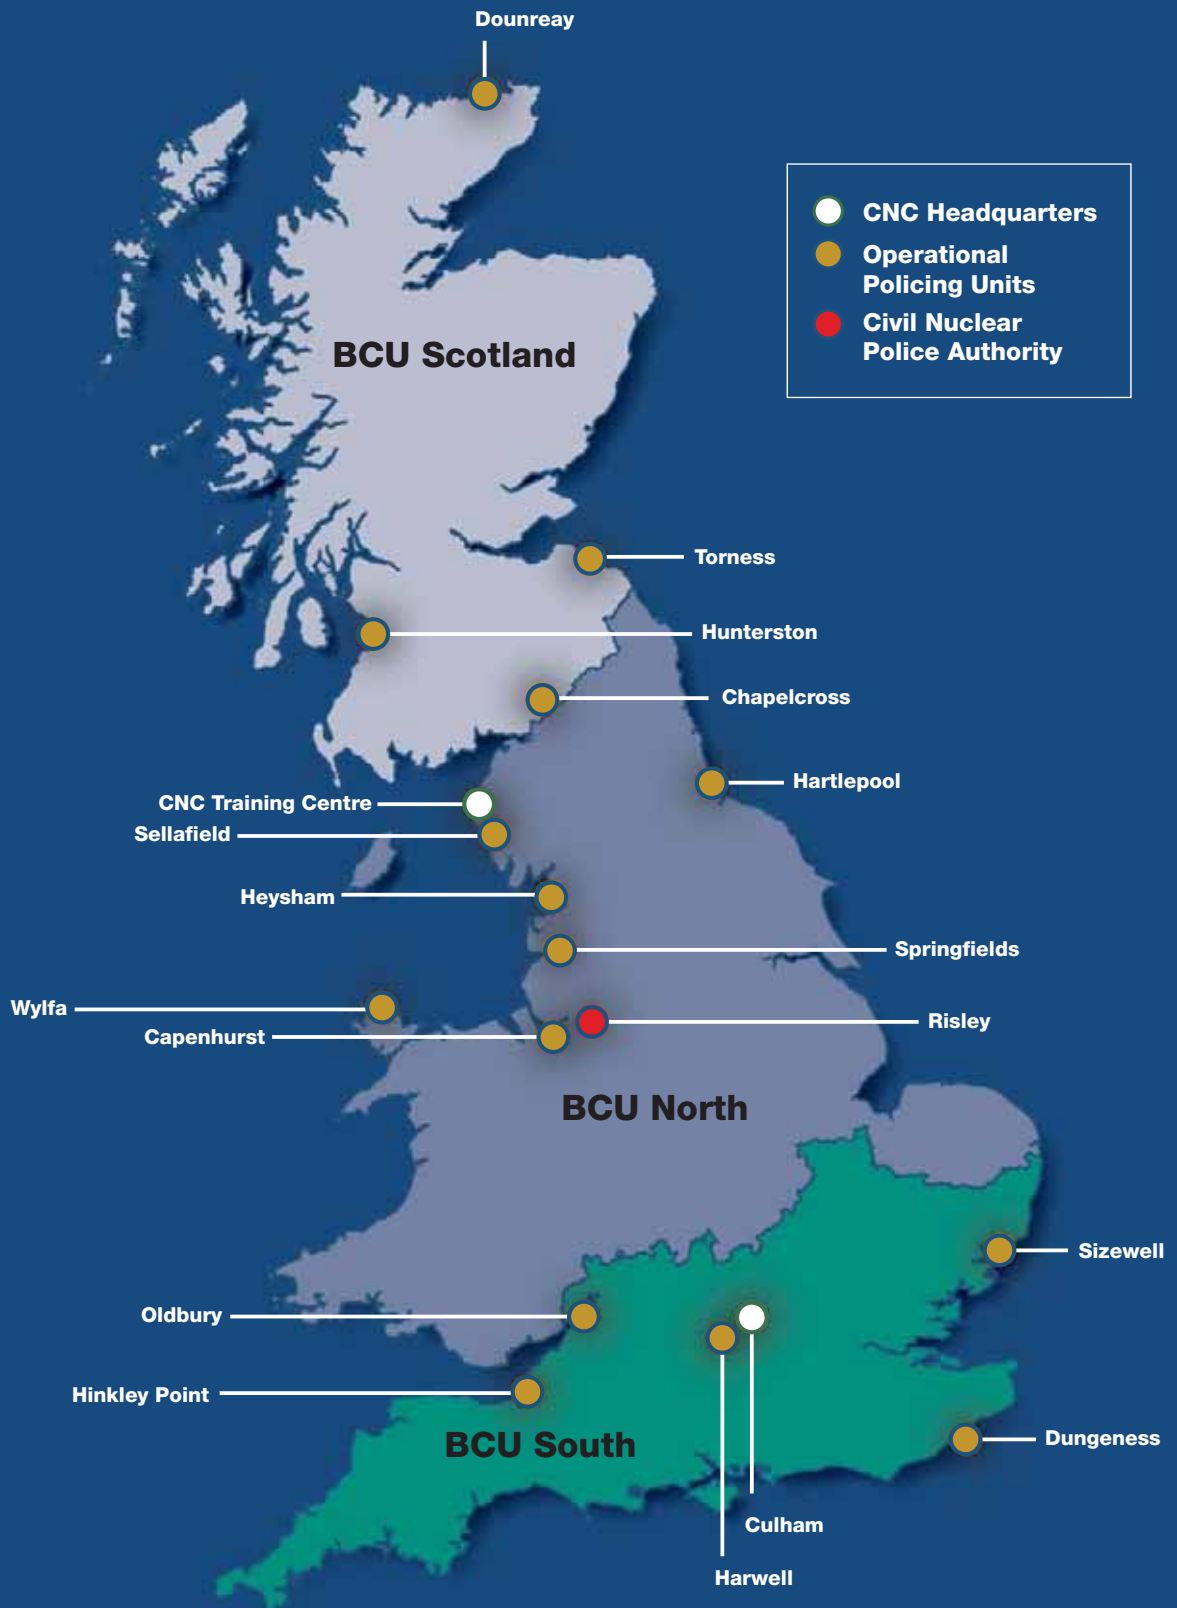 Dounreay
CNC Headquarters
Operational
Policing Units
Civil Nuclear
Police Authority
BCU Scotland
Torness
Hunterston
Chapelcross
Hartlepool
CNC Training Centre
Sellafield
Heysham
Springfields
Wylfa
Risley
Capenhurst
BCU North
Sizewell
Oldbury
Hinkley Point
BCU South
Dungeness
Culham
Harwell